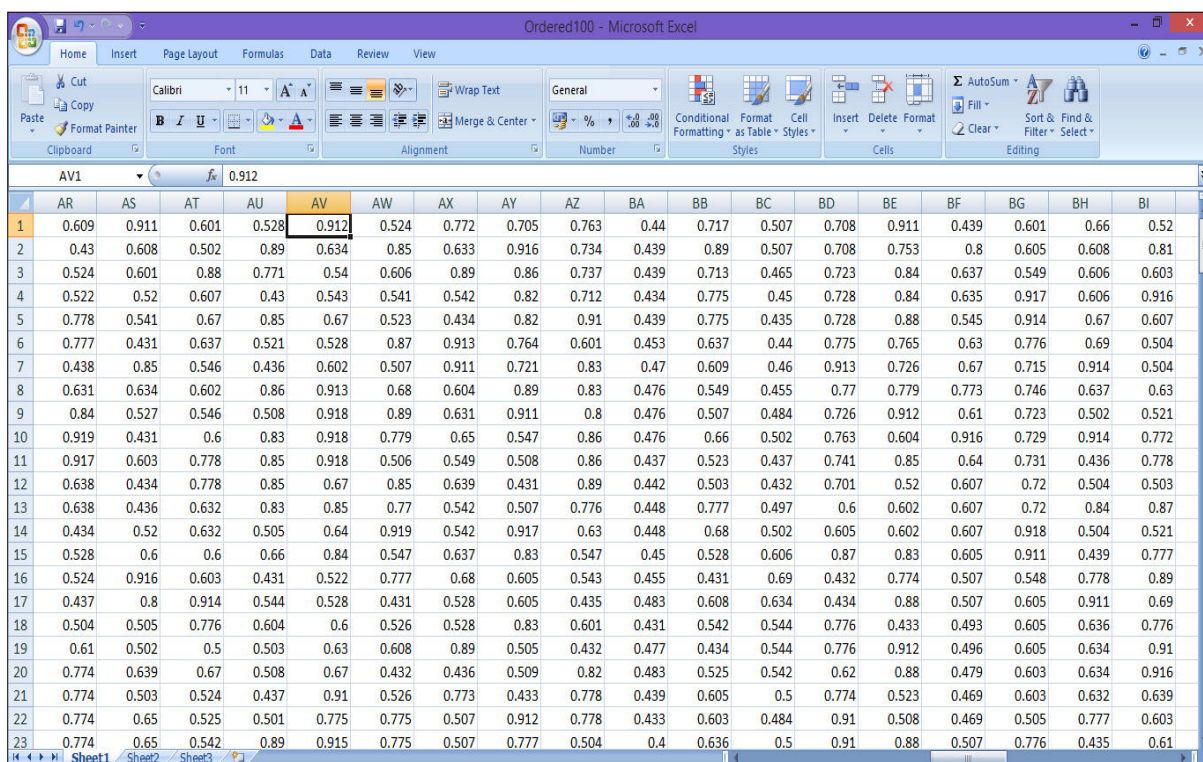 Ordered100 - Microsoft Excel
Home Insert Page Layout Formulas Data Review View
Cut Calibri 11 Wrap Text General Σ AutoSum
Copy Fill
Paste Format Painter B I U Merge & Center % , Conditional Formatting as Table Cell Styles Insert Delete Format Clear Sort & Filter Find & Select
Clipboard Font Alignment Number Styles Cells Editing
AV1 fx 0.912
AR AS AT AU AV AW AX AY AZ BA BB BC BD BE BF BG BH BI
1 0.609 0.911 0.601 0.528 0.912 0.524 0.772 0.705 0.763 0.44 0.717 0.507 0.708 0.911 0.439 0.601 0.66 0.52
2 0.43 0.608 0.502 0.89 0.634 0.85 0.633 0.916 0.734 0.439 0.89 0.507 0.708 0.753 0.8 0.605 0.608 0.81
3 0.524 0.601 0.88 0.771 0.54 0.606 0.89 0.86 0.737 0.439 0.713 0.465 0.723 0.84 0.637 0.549 0.606 0.603
4 0.522 0.52 0.607 0.43 0.543 0.541 0.542 0.82 0.712 0.434 0.775 0.45 0.728 0.84 0.635 0.917 0.606 0.916
5 0.778 0.541 0.67 0.85 0.67 0.523 0.434 0.82 0.91 0.439 0.775 0.435 0.728 0.88 0.545 0.914 0.67 0.607
6 0.777 0.431 0.637 0.521 0.528 0.87 0.913 0.764 0.601 0.453 0.637 0.44 0.775 0.765 0.63 0.776 0.69 0.504
7 0.438 0.85 0.546 0.436 0.602 0.507 0.911 0.721 0.83 0.47 0.609 0.46 0.913 0.726 0.67 0.715 0.914 0.504
8 0.631 0.634 0.602 0.86 0.913 0.68 0.604 0.89 0.83 0.476 0.549 0.455 0.77 0.779 0.773 0.746 0.637 0.63
9 0.84 0.527 0.546 0.508 0.918 0.89 0.631 0.911 0.8 0.476 0.507 0.484 0.726 0.912 0.61 0.723 0.502 0.521
10 0.919 0.431 0.6 0.83 0.918 0.779 0.65 0.547 0.86 0.476 0.66 0.502 0.763 0.604 0.916 0.729 0.914 0.772
11 0.917 0.603 0.778 0.85 0.918 0.506 0.549 0.508 0.86 0.437 0.523 0.437 0.741 0.85 0.64 0.731 0.436 0.778
12 0.638 0.434 0.778 0.85 0.67 0.85 0.639 0.431 0.89 0.442 0.503 0.432 0.701 0.52 0.607 0.72 0.504 0.503
13 0.638 0.436 0.632 0.83 0.85 0.77 0.542 0.507 0.776 0.448 0.777 0.497 0.6 0.602 0.607 0.72 0.84 0.87
14 0.434 0.52 0.632 0.505 0.64 0.919 0.542 0.917 0.63 0.448 0.68 0.502 0.605 0.602 0.607 0.918 0.504 0.521
15 0.528 0.6 0.6 0.66 0.84 0.547 0.637 0.83 0.547 0.45 0.528 0.606 0.87 0.83 0.605 0.911 0.439 0.777
16 0.524 0.916 0.603 0.431 0.522 0.777 0.68 0.605 0.543 0.455 0.431 0.69 0.432 0.774 0.507 0.548 0.778 0.89
17 0.437 0.8 0.914 0.544 0.528 0.431 0.528 0.605 0.435 0.483 0.608 0.634 0.434 0.88 0.507 0.605 0.911 0.69
18 0.504 0.505 0.776 0.604 0.6 0.526 0.528 0.83 0.601 0.431 0.542 0.544 0.776 0.433 0.493 0.605 0.636 0.776
19 0.61 0.502 0.5 0.503 0.63 0.608 0.89 0.505 0.432 0.477 0.434 0.544 0.776 0.912 0.496 0.605 0.634 0.91
20 0.774 0.639 0.67 0.508 0.67 0.432 0.436 0.509 0.82 0.483 0.525 0.542 0.62 0.88 0.479 0.603 0.634 0.916
21 0.774 0.503 0.524 0.437 0.91 0.526 0.773 0.433 0.778 0.439 0.605 0.5 0.774 0.523 0.469 0.603 0.632 0.639
22 0.774 0.65 0.525 0.501 0.775 0.775 0.507 0.912 0.778 0.433 0.603 0.484 0.91 0.508 0.469 0.505 0.777 0.603
23 0.774 0.65 0.542 0.89 0.915 0.775 0.507 0.777 0.504 0.4 0.636 0.5 0.91 0.88 0.507 0.776 0.435 0.61
Sheet1 Sheet2 Sheet3